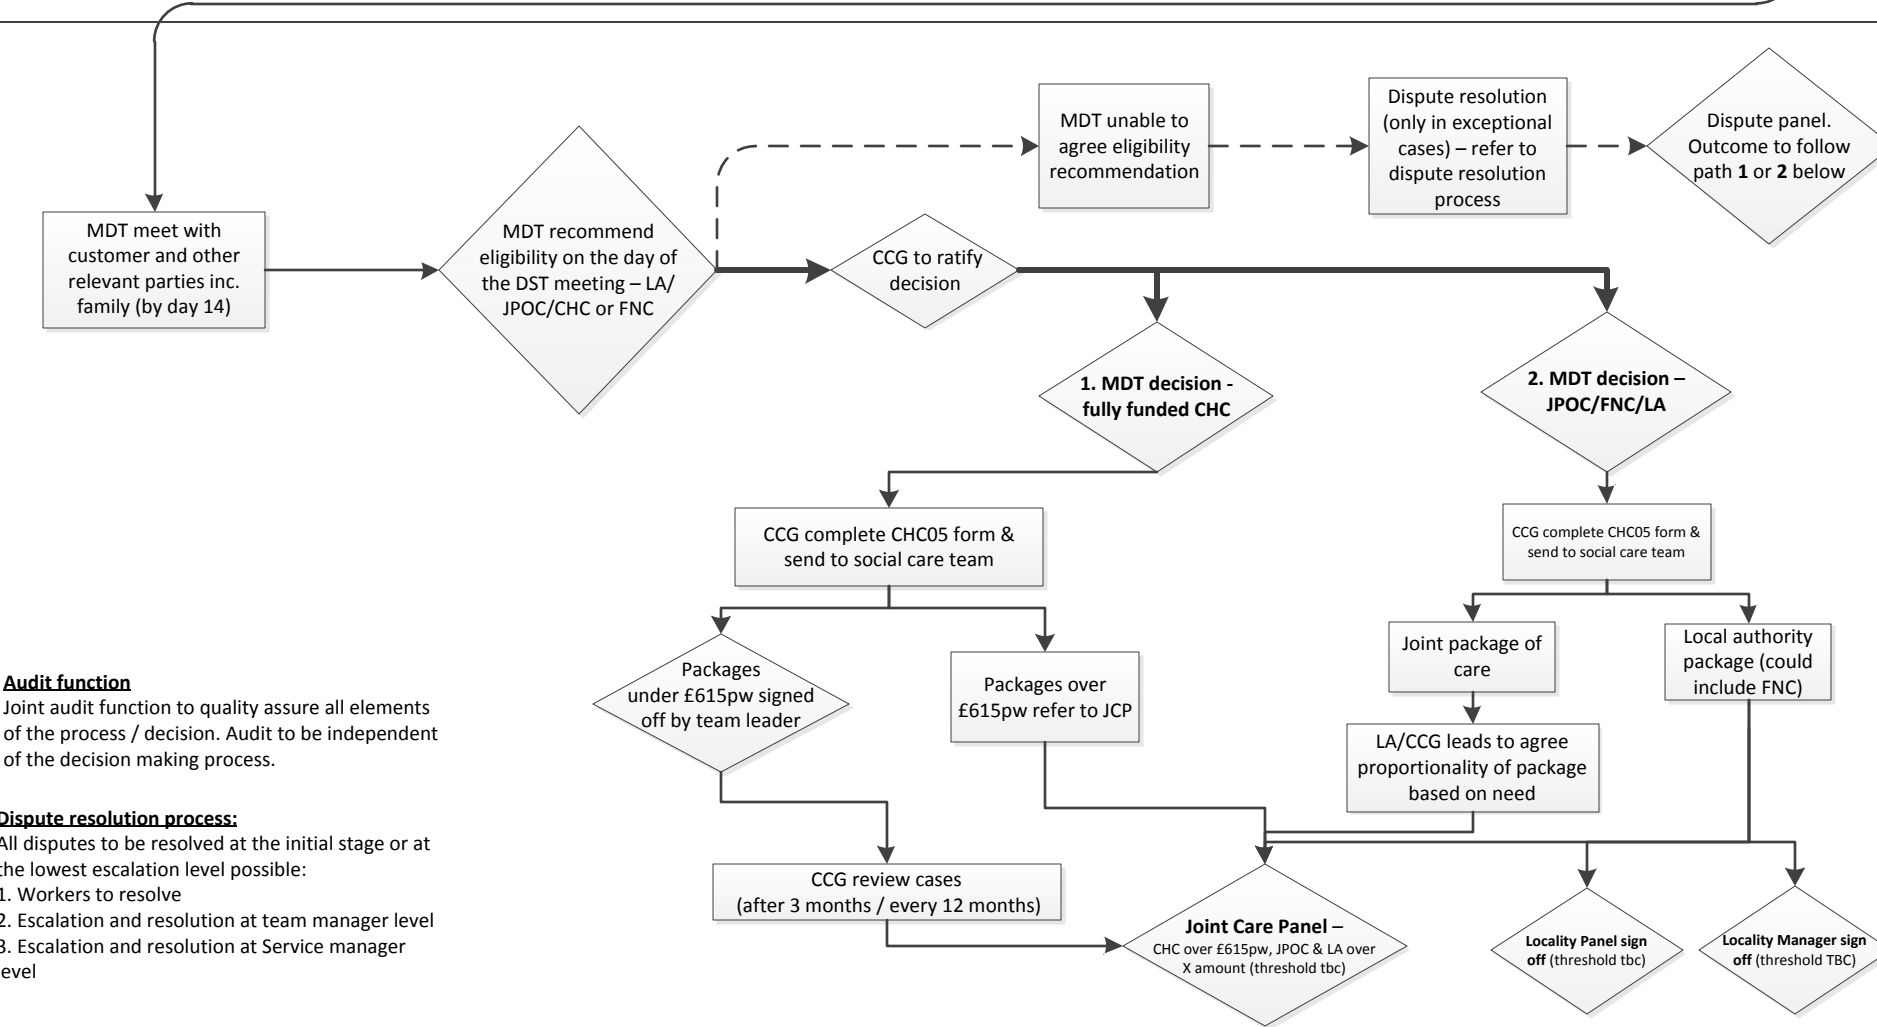 MDT meet with
customer and other
relevant parties inc.
family (by day 14)
MDT recommend
eligibility on the day of
the DST meeting – LA/
JPOC/CHC or FNC
MDT unable to
agree eligibility
recommendation
Dispute resolution
(only in exceptional
cases) – refer to
dispute resolution
process
Dispute panel.
Outcome to follow
path 1 or 2 below
CCG to ratify
decision
1. MDT decision -
fully funded CHC
2. MDT decision –
JPOC/FNC/LA
CCG complete CHC05 form &
send to social care team
CCG complete CHC05 form &
send to social care team
Packages
under £615pw signed
off by team leader
Packages over
£615pw refer to JCP
Joint package of
care
Local authority
package (could
include FNC)
LA/CCG leads to agree
proportionality of package
based on need
CCG review cases
(after 3 months / every 12 months)
Joint Care Panel –
CHC over £615pw, JPOC & LA over
X amount (threshold tbc)
Locality Panel sign
off (threshold tbc)
Locality Manager sign
off (threshold TBC)
Audit function
Joint audit function to quality assure all elements
of the process / decision. Audit to be independent
of the decision making process.
Dispute resolution process:
All disputes to be resolved at the initial stage or at
the lowest escalation level possible:
1. Workers to resolve
2. Escalation and resolution at team manager level
3. Escalation and resolution at Service manager
level